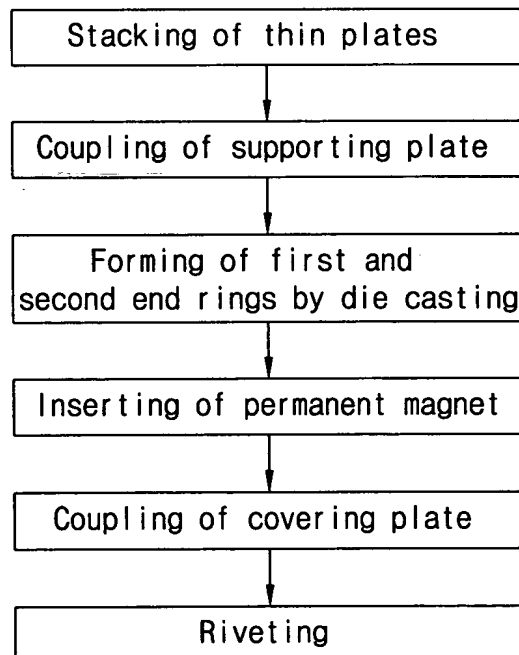 Stacking of thin plates
Coupling of supporting plate
Forming of first and
second end rings by die casting
Inserting of permanent magnet
Coupling of covering plate
Riveting